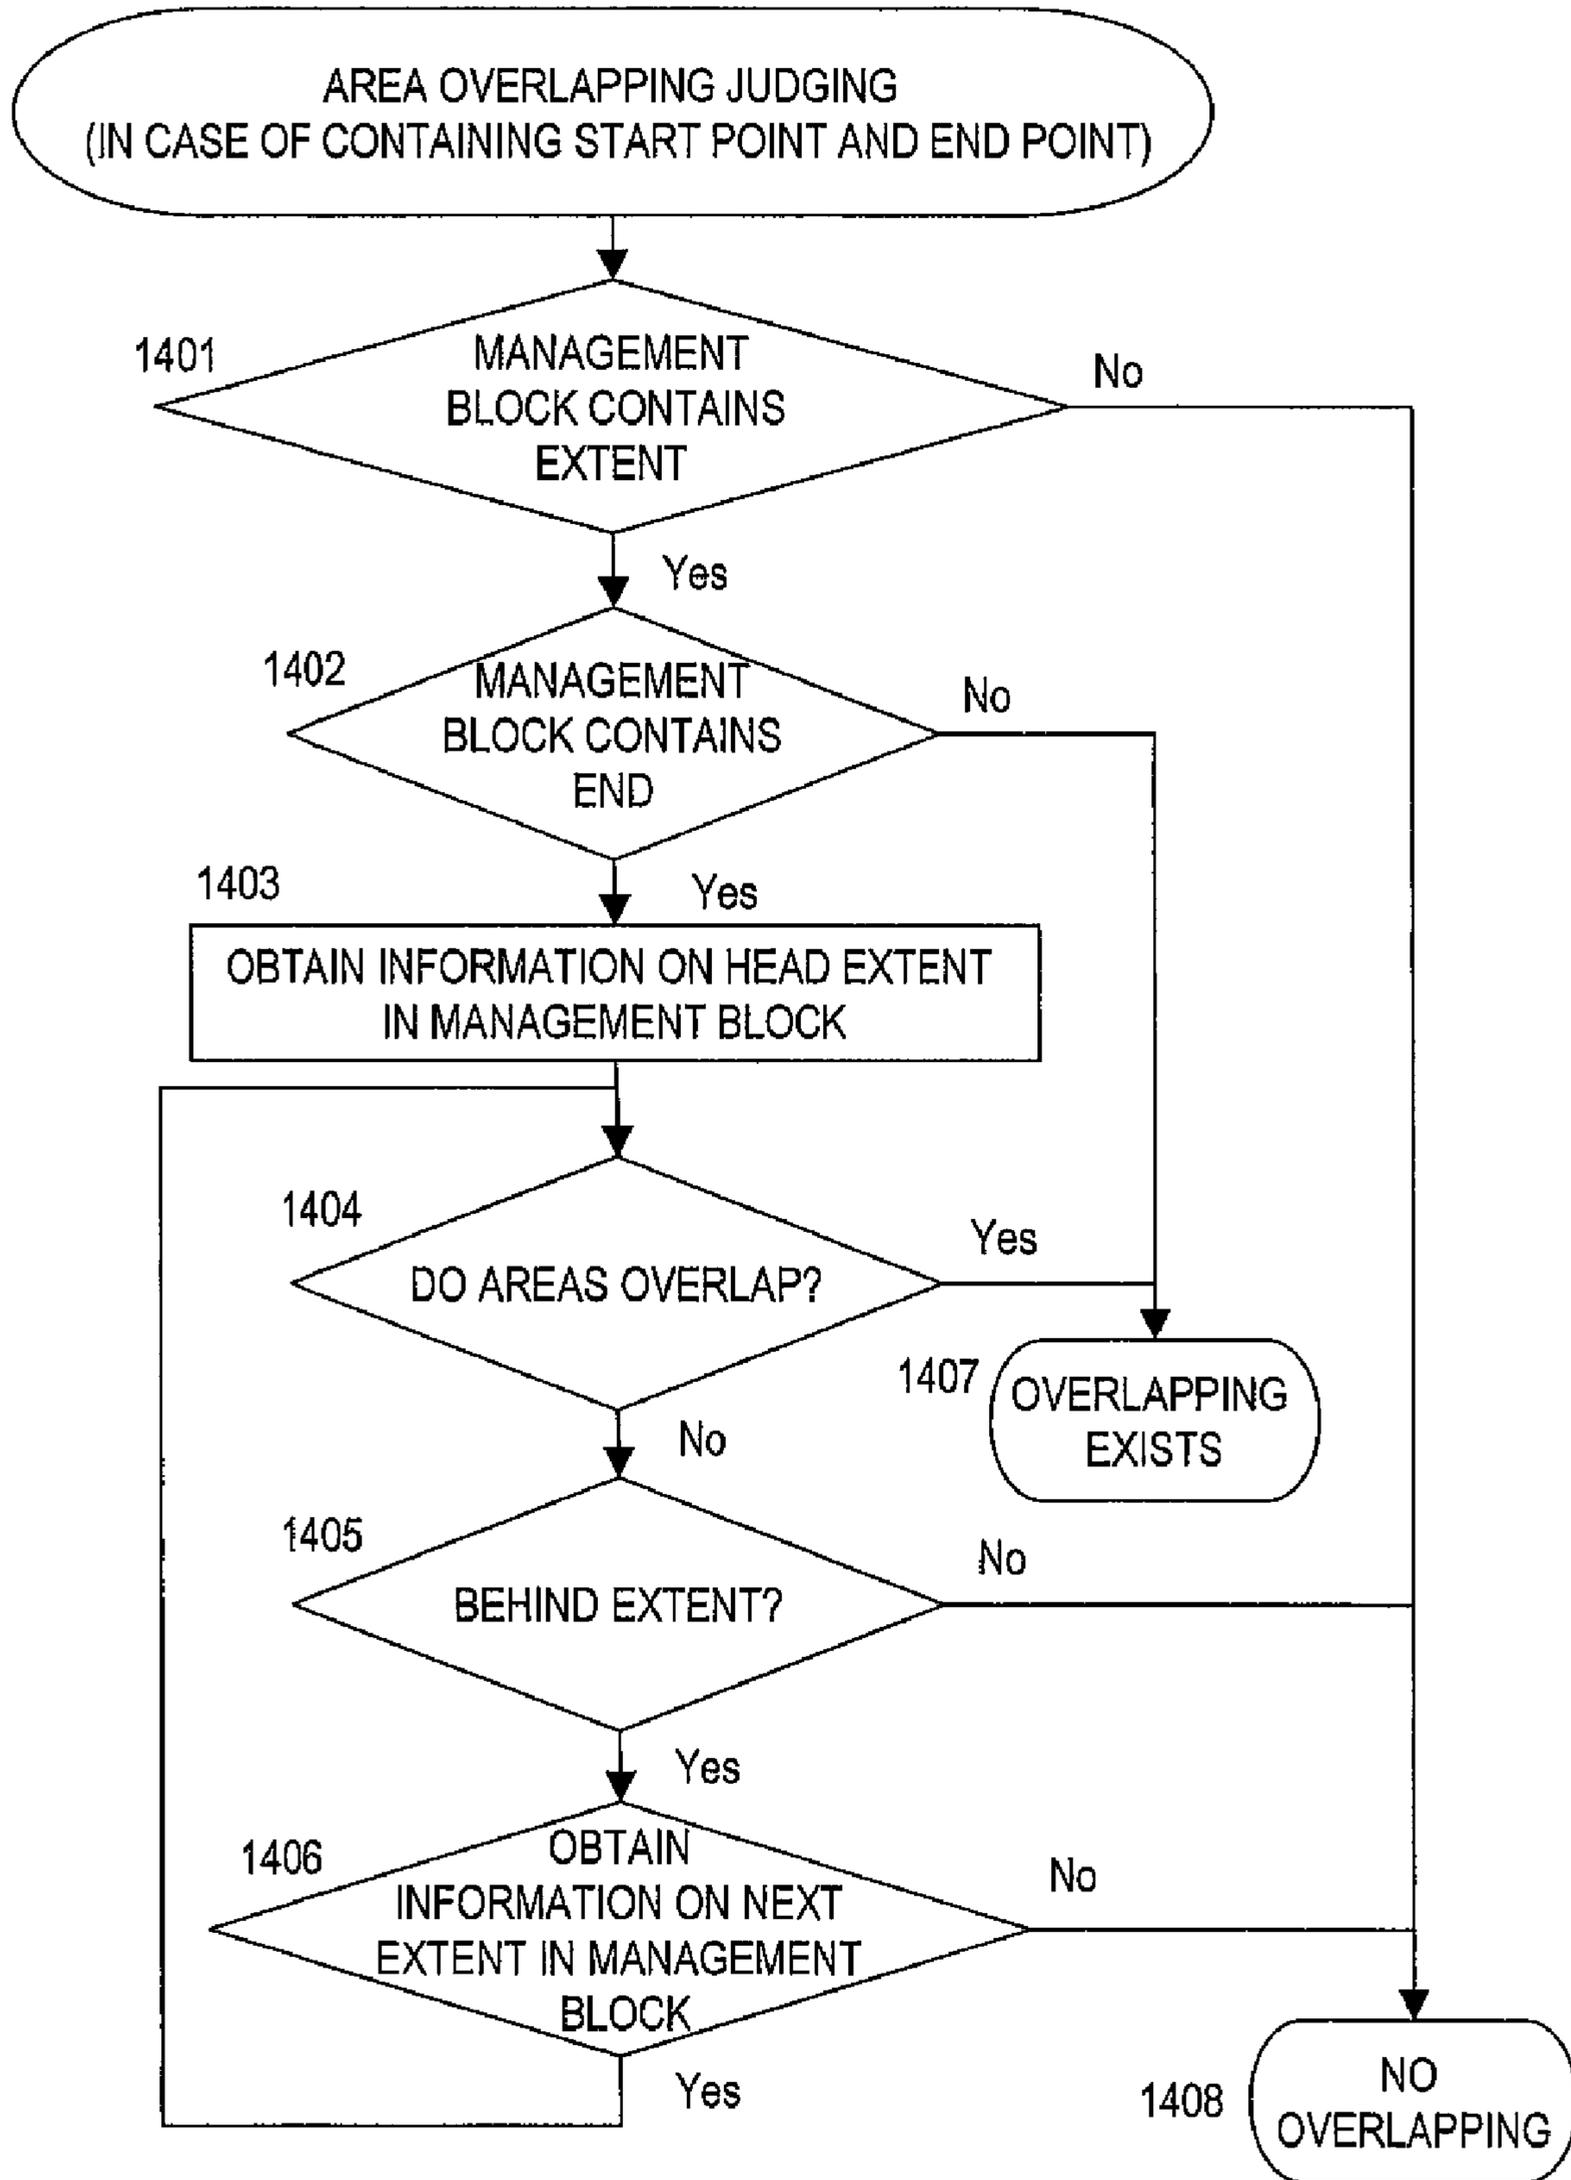 AREA OVERLAPPING JUDGING
(IN CASE OF CONTAINING START POINT AND END POINT)
1401
MANAGEMENT
BLOCK CONTAINS
EXTENT
No
Yes
1402
MANAGEMENT
BLOCK CONTAINS
END
No
Yes
1403
OBTAIN INFORMATION ON HEAD EXTENT
IN MANAGEMENT BLOCK
1404
DO AREAS OVERLAP?
Yes
No
1407
OVERLAPPING
EXISTS
1405
BEHIND EXTENT?
No
Yes
1406
OBTAIN
INFORMATION ON NEXT
EXTENT IN MANAGEMENT
BLOCK
No
Yes
1408
NO
OVERLAPPING